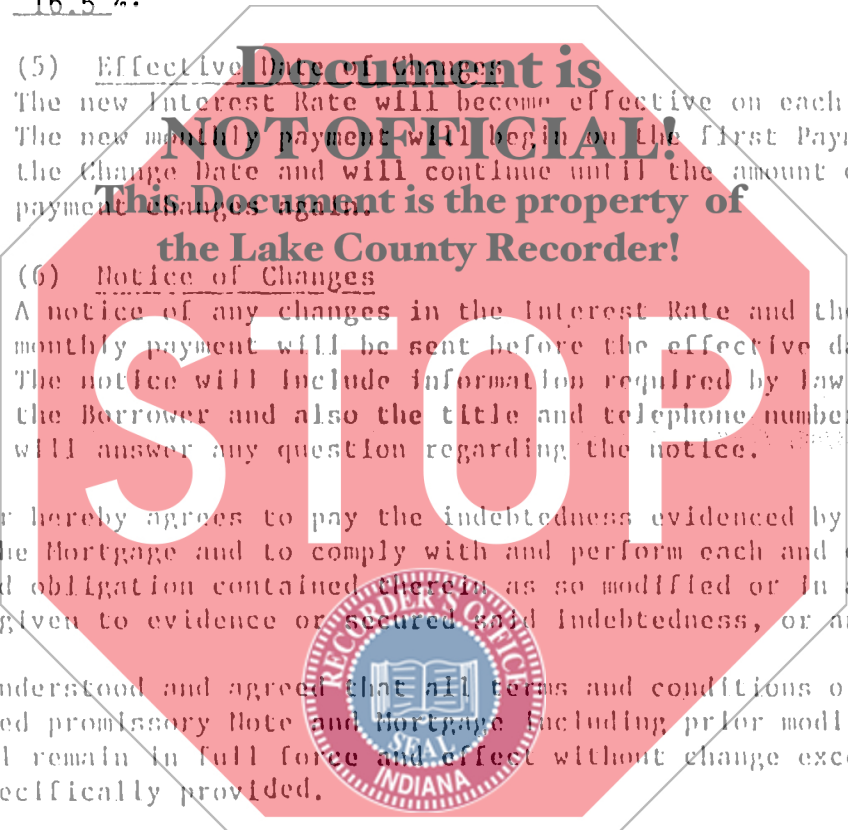 16.5 %.
Document is
NOT OFFICIAL!
This Document is the property of
the Lake County Recorder!
STOP
(5) Effective Date of Changes
The new Interest Rate will become effective on each
The new monthly payment will begin on the first Paym
the Change Date and will continue until the amount
payment changes again.
(6) Notice of Changes
A notice of any changes in the Interest Rate and the
monthly payment will be sent before the effective da
The notice will include information required by law
the Borrower and also the title and telephone number
will answer any question regarding the notice.
r hereby agrees to pay the indebtedness evidenced by
he Mortgage and to comply with and perform each and
d obligation contained therein as so modified or in a
given to evidence or secured said indebtedness, or an
nderstood and agreed that all terms and conditions o
ed promissory Note and Mortgage including prior modi
l remain in full force and effect without change exce
ecifically provided.
RECORDER'S OFFICE
SEAL
INDIANA